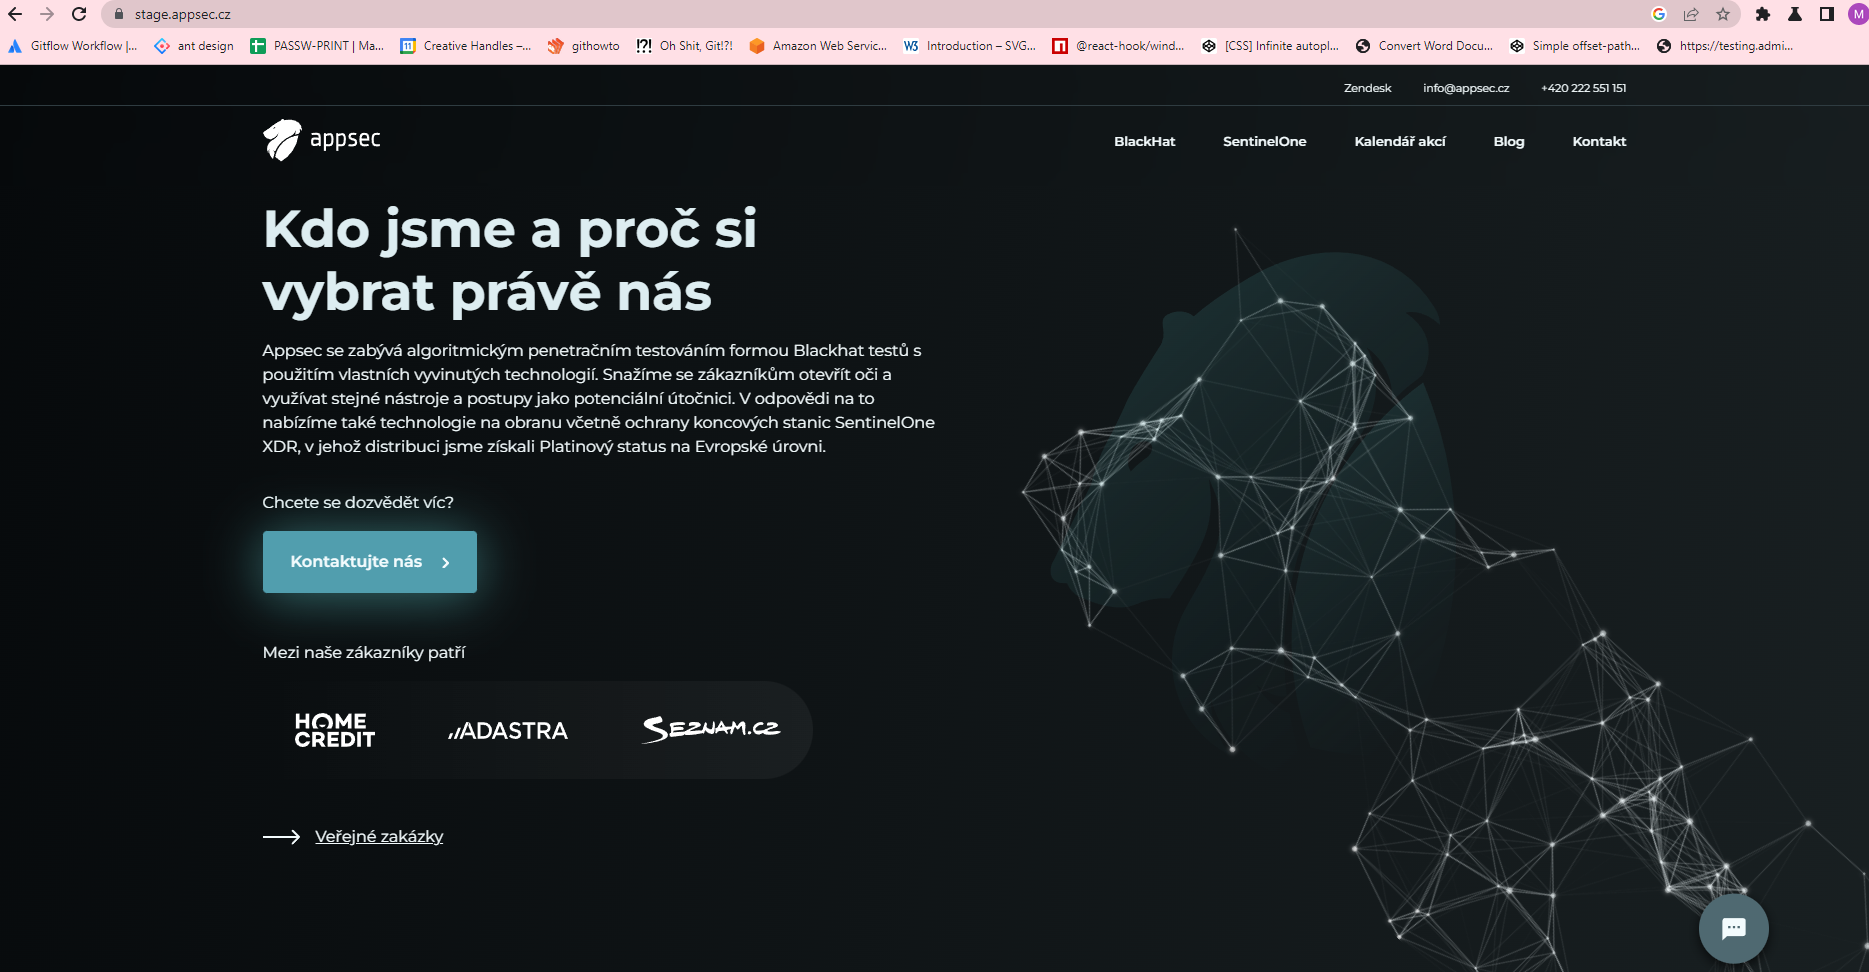 stage.appsec.cz
M
Gitflow Workflow |...
ant design
PASSW-PRINT | Ma...
Creative Handles –...
githowto
Oh Shit, Git!?!
Amazon Web Servic...
Introduction – SVG...
@react-hook/wind...
[CSS] Infinite autopl...
Convert Word Docu...
Simple offset-path...
https://testing.admi...
Zendesk
info@appsec.cz
+420 222 551 151
appsec
BlackHat
SentinelOne
Kalendář akcí
Blog
Kontakt
Kdo jsme a proč si
vybrat právě nás
Appsec se zabývá algoritmickým penetračním testováním formou Blackhat testů s
použitím vlastních vyvinutých technologií. Snažíme se zákazníkům otevřít oči a
využívat stejné nástroje a postupy jako potenciální útočnici. V odpovědi na to
nabízíme také technologie na obranu včetně ochrany koncových stanic SentinelOne
XDR, v jehož distribuci jsme získali Platinový status na Evropské úrovni.
Chcete se dozvědět víc?
Kontaktujte nás
Mezi naše zákazníky patří
HOME
CREDIT
ADASTRA
SEZNAM.CZ
Veřejné zakázky